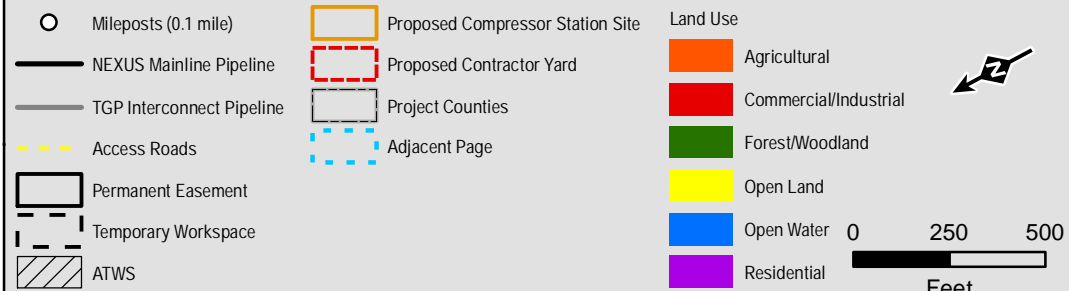 Mileposts (0.1 mile)
NEXUS Mainline Pipeline
TGP Interconnect Pipeline
Access Roads
Permanent Easement
Temporary Workspace
ATWS
Proposed Compressor Station Site
Proposed Contractor Yard
Project Counties
Adjacent Page
Land Use
Agricultural
Commercial/Industrial
Forest/Woodland
Open Land
Open Water
Residential
N
0 250 500
Feet